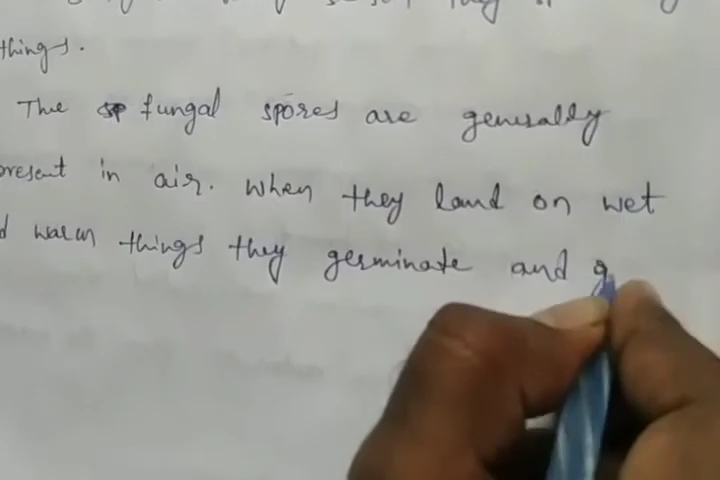 things.
The fungal spores are generally
present in air. When they land on wet
d warm things they germinate and g